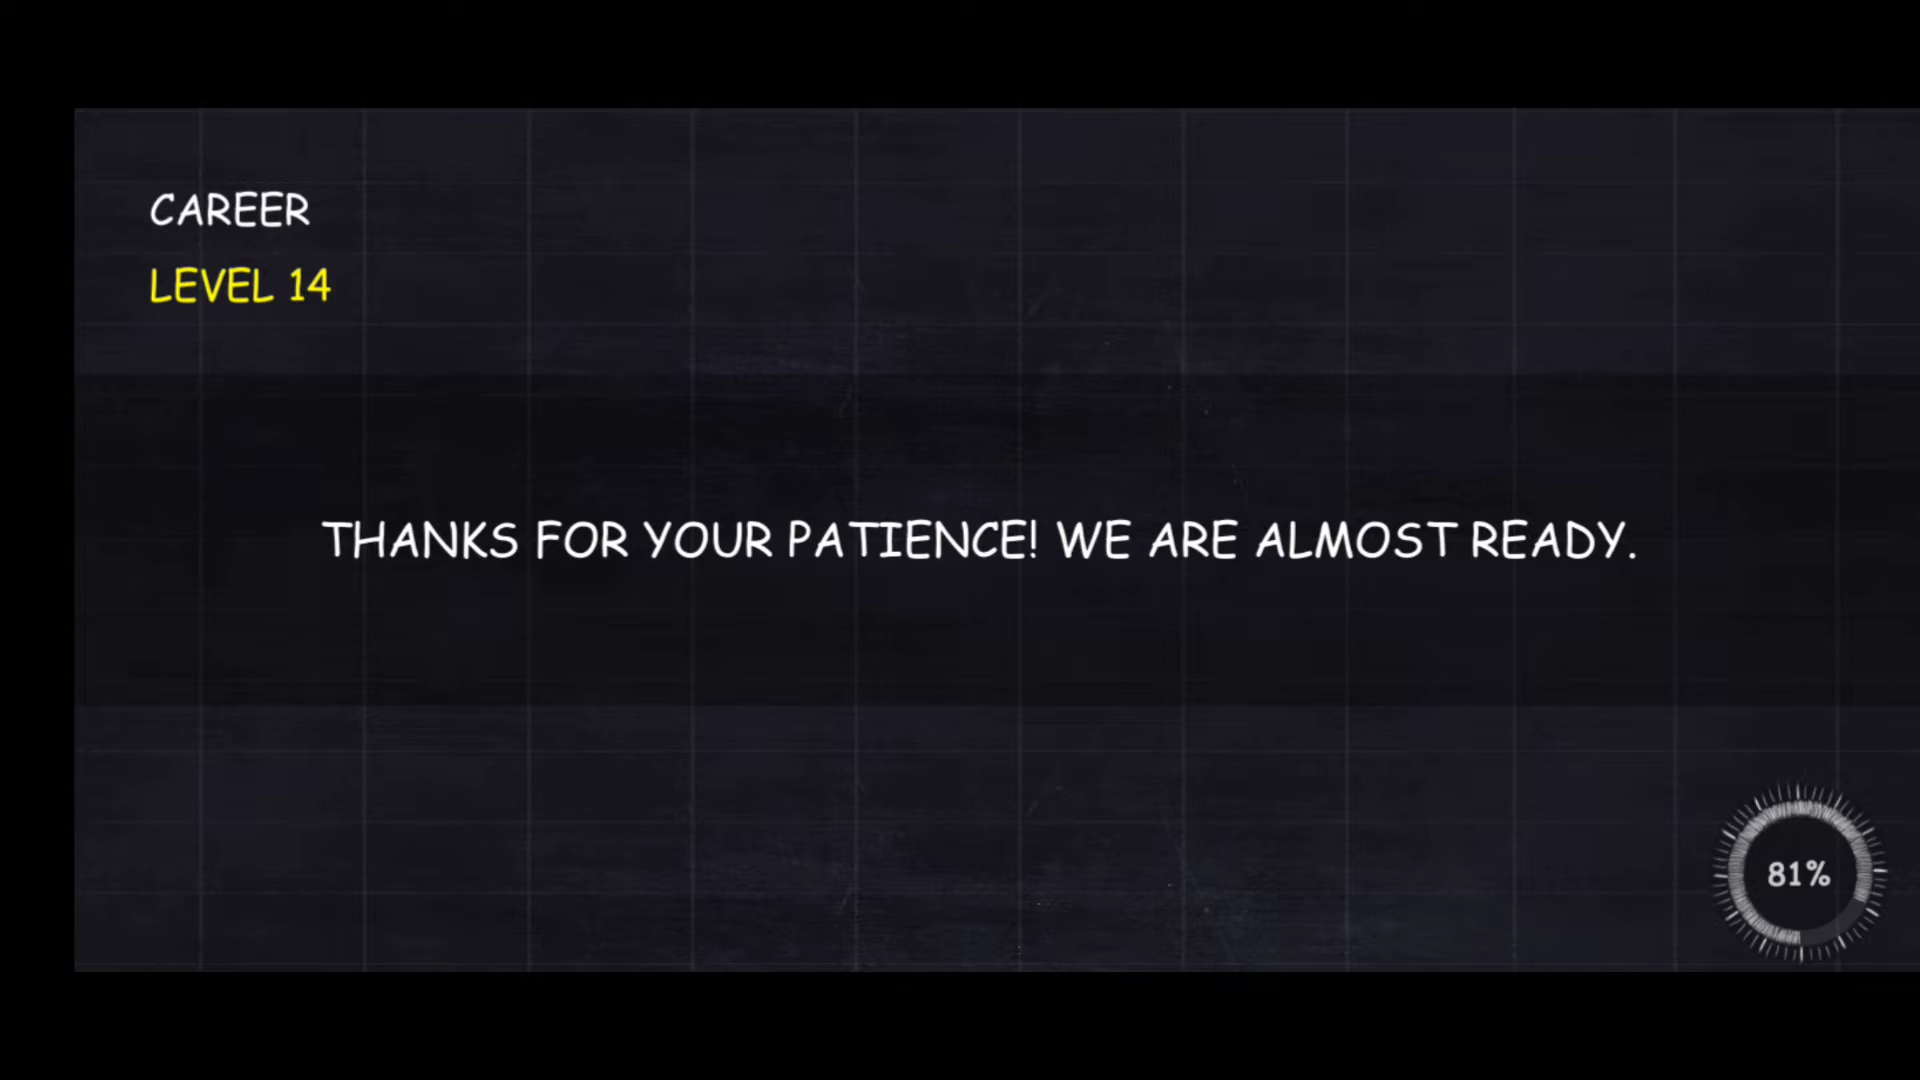 CAREER
LEVEL 14
THANKS FOR YOUR PATIENCE! WE ARE ALMOST READY.
81%